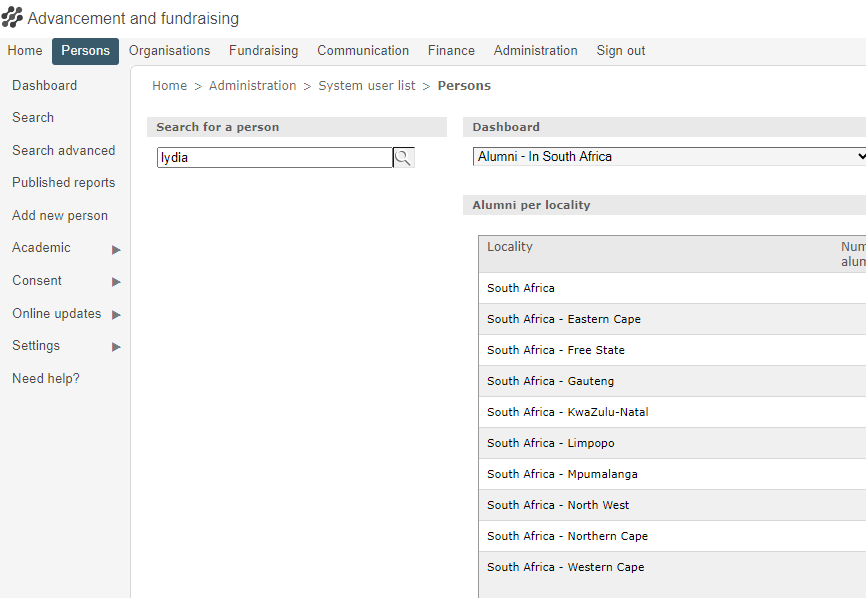 Advancement and fundraising
Home Persons Organisations Fundraising Communication Finance Administration Sign out
Dashboard
Search
Search advanced
Published reports
Add new person
Academic
Consent
Online updates
Settings
Need help?
Home > Administration > System user list > Persons
Search for a person
lydia
Dashboard
Alumni - In South Africa
Alumni per locality
Locality
South Africa
South Africa - Eastern Cape
South Africa - Free State
South Africa - Gauteng
South Africa - KwaZulu-Natal
South Africa - Limpopo
South Africa - Mpumalanga
South Africa - North West
South Africa - Northern Cape
South Africa - Western Cape